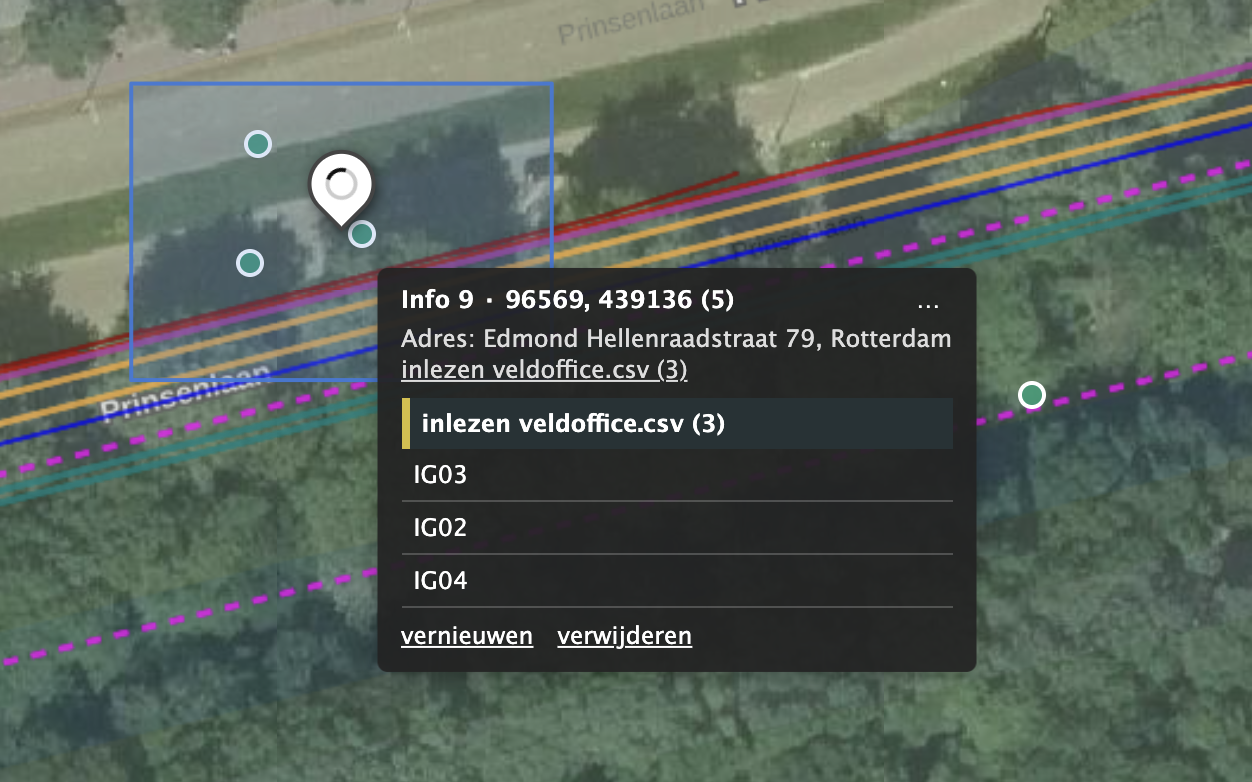 Prinsenlaan
Prinsenlaan
Info 9 · 96569, 439136 (5)
...
Adres: Edmond Hellenraadstraat 79, Rotterdam
inlezen veldoffice.csv (3)
inlezen veldoffice.csv (3)
Prinsenlaan
IG03
IG02
IG04
vernieuwen verwijderen